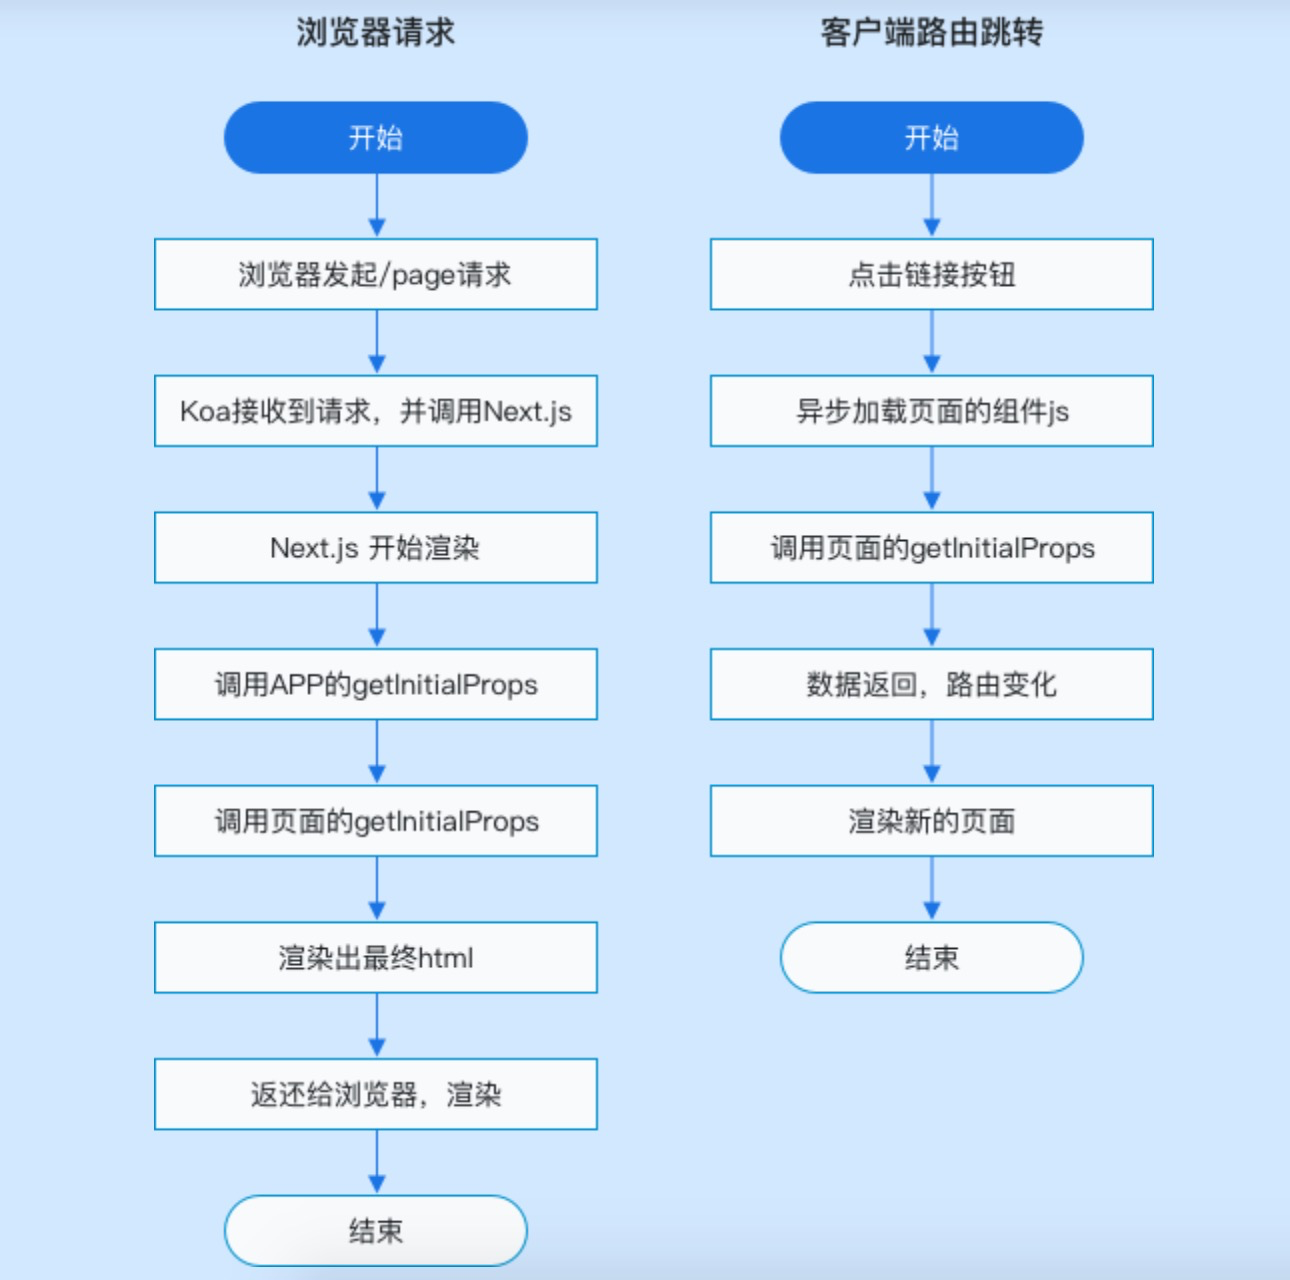 浏览器请求
开始
浏览器发起/page请求
Koa接收到请求，并调用Next.js
Next.js 开始渲染
调用APP的getInitialProps
调用页面的getInitialProps
渲染出最终html
返还给浏览器，渲染
结束
客户端路由跳转
开始
点击链接按钮
异步加载页面的组件js
调用页面的getInitialProps
数据返回，路由变化
渲染新的页面
结束